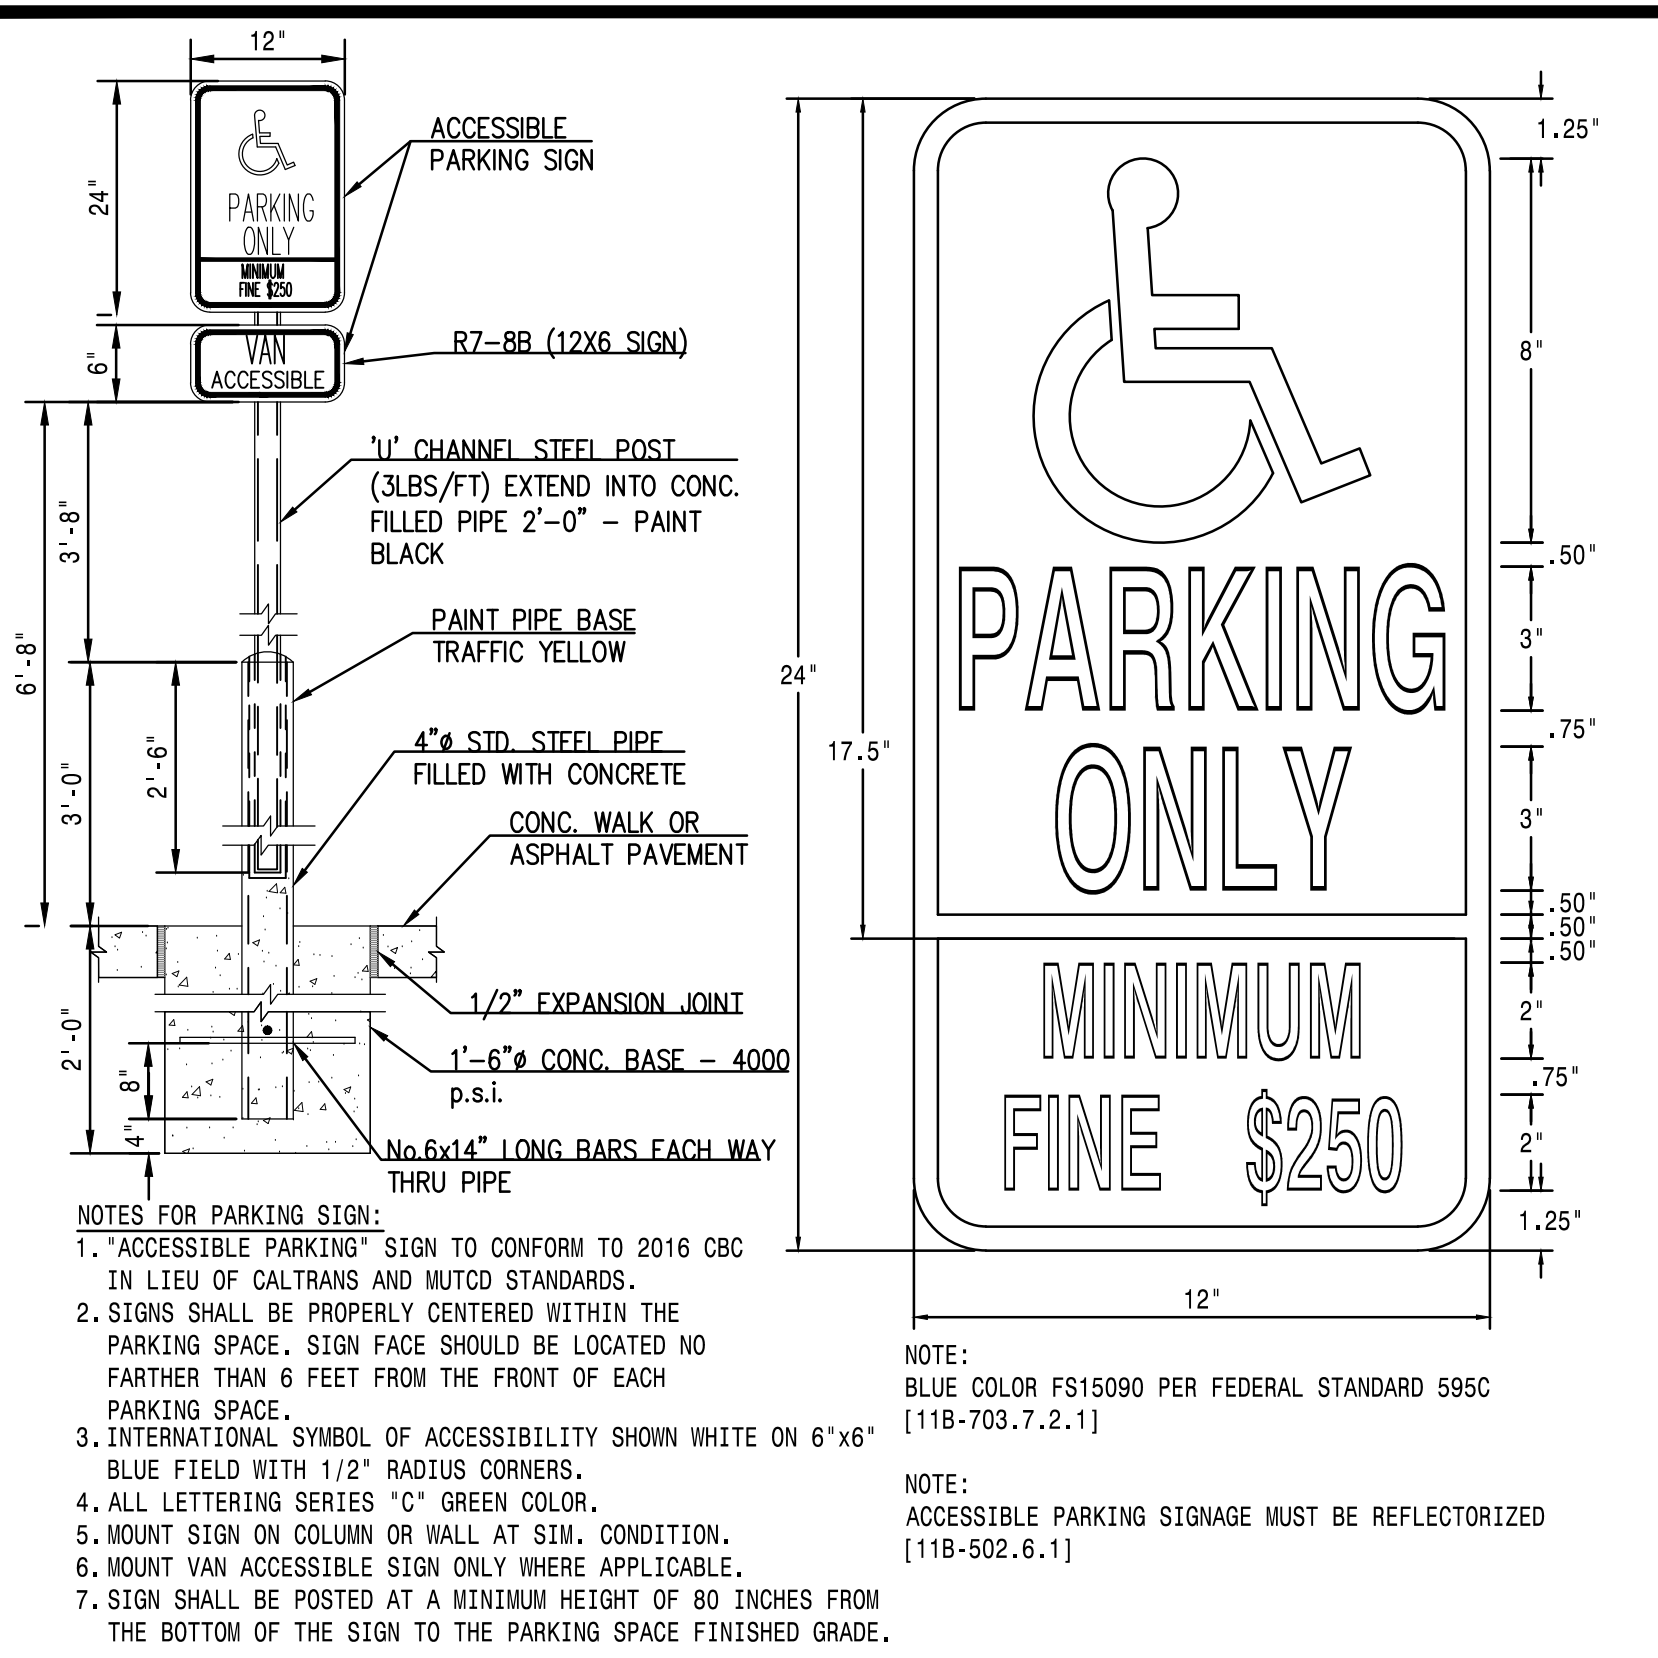 12"
24"
PARKING
ONLY
MINIMUM
FINE $250
6"
VAN
ACCESSIBLE
ACCESSIBLE
PARKING SIGN
R7-8B (12X6 SIGN)
'U' CHANNEL STEEL POST
(3LBS/FT) EXTEND INTO CONC.
FILLED PIPE 2'-0" - PAINT
BLACK
PAINT PIPE BASE
TRAFFIC YELLOW
4"ø STD. STEEL PIPE
FILLED WITH CONCRETE
CONC. WALK OR
ASPHALT PAVEMENT
1/2" EXPANSION JOINT
1'-6"ø CONC. BASE - 4000
p.s.i.
No.6x14" LONG BARS EACH WAY
THRU PIPE
3'-8"
6'-8"
3'-0"
2'-6"
2'-0"
8"
4"
24"
17.5"
PARKING
ONLY
MINIMUM
FINE $250
1.25"
8"
.50"
3"
.75"
3"
.50"
.50"
.50"
2"
.75"
2"
1.25"
12"
NOTES FOR PARKING SIGN:
1. "ACCESSIBLE PARKING" SIGN TO CONFORM TO 2016 CBC
IN LIEU OF CALTRANS AND MUTCD STANDARDS.
2. SIGNS SHALL BE PROPERLY CENTERED WITHIN THE
PARKING SPACE. SIGN FACE SHOULD BE LOCATED NO
FARTHER THAN 6 FEET FROM THE FRONT OF EACH
PARKING SPACE.
3. INTERNATIONAL SYMBOL OF ACCESSIBILITY SHOWN WHITE ON 6"x6"
BLUE FIELD WITH 1/2" RADIUS CORNERS.
4. ALL LETTERING SERIES "C" GREEN COLOR.
5. MOUNT SIGN ON COLUMN OR WALL AT SIM. CONDITION.
6. MOUNT VAN ACCESSIBLE SIGN ONLY WHERE APPLICABLE.
7. SIGN SHALL BE POSTED AT A MINIMUM HEIGHT OF 80 INCHES FROM
THE BOTTOM OF THE SIGN TO THE PARKING SPACE FINISHED GRADE.
NOTE:
BLUE COLOR FS15090 PER FEDERAL STANDARD 595C
[11B-703.7.2.1]
NOTE:
ACCESSIBLE PARKING SIGNAGE MUST BE REFLECTORIZED
[11B-502.6.1]